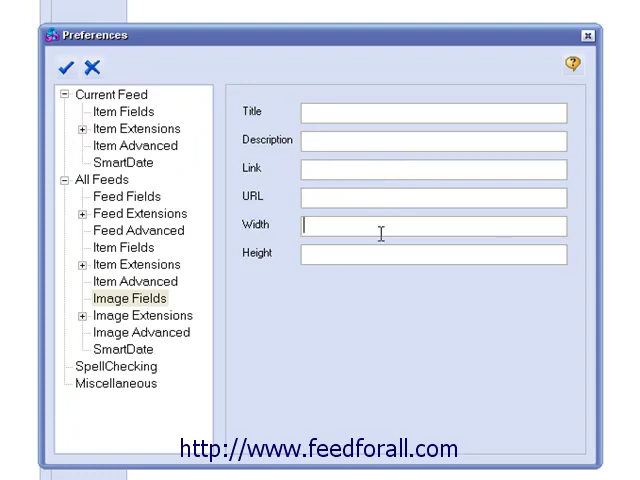 Preferences
Current Feed
Item Fields
Item Extensions
Item Advanced
SmartDate
All Feeds
Feed Fields
Feed Extensions
Feed Advanced
Item Fields
Item Extensions
Item Advanced
Image Fields
Image Extensions
Image Advanced
SmartDate
SpellChecking
Miscellaneous
Title
Description
Link
URL
Width
Height
http://www.feedforall.com